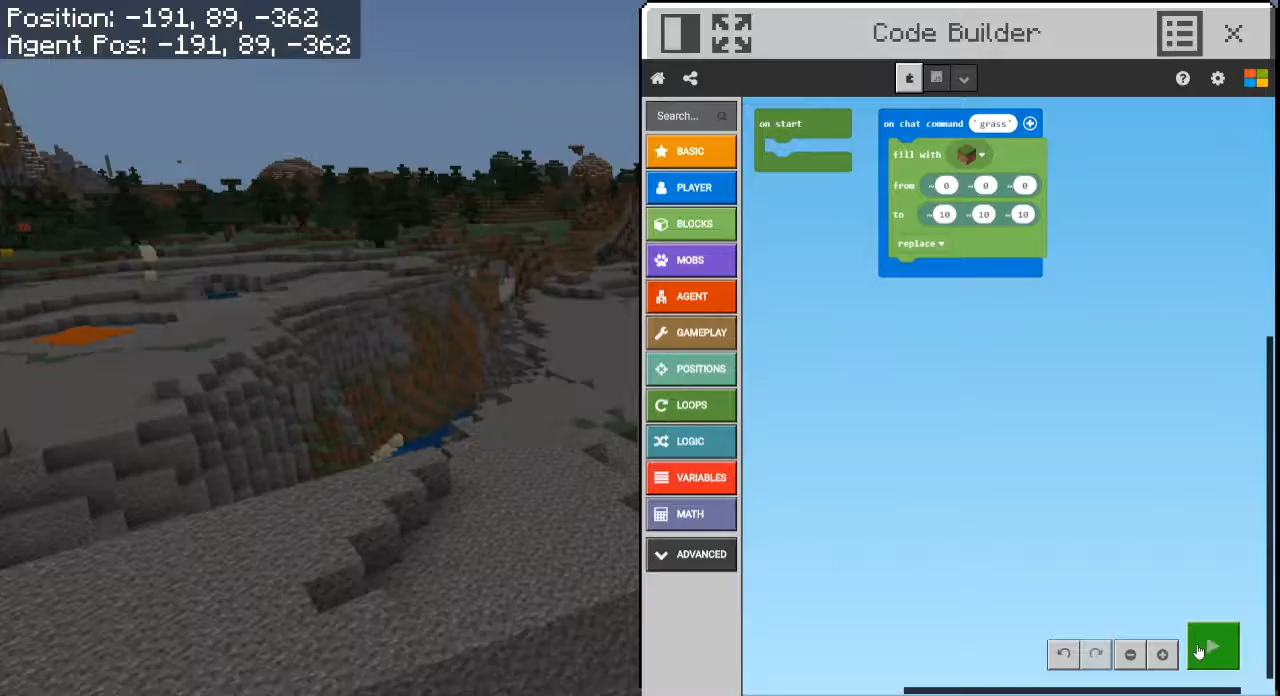 Position: -191, 89, -362
Agent Pos: -191, 89, -362
Code Builder
Search...
BASIC
PLAYER
BLOCKS
MOBS
AGENT
GAMEPLAY
POSITIONS
LOOPS
LOGIC
VARIABLES
MATH
ADVANCED
on start
on chat command "grass"
fill with
from ~ 0 ~ 0 ~ 0
to ~ 10 ~ 10 ~ 10
replace